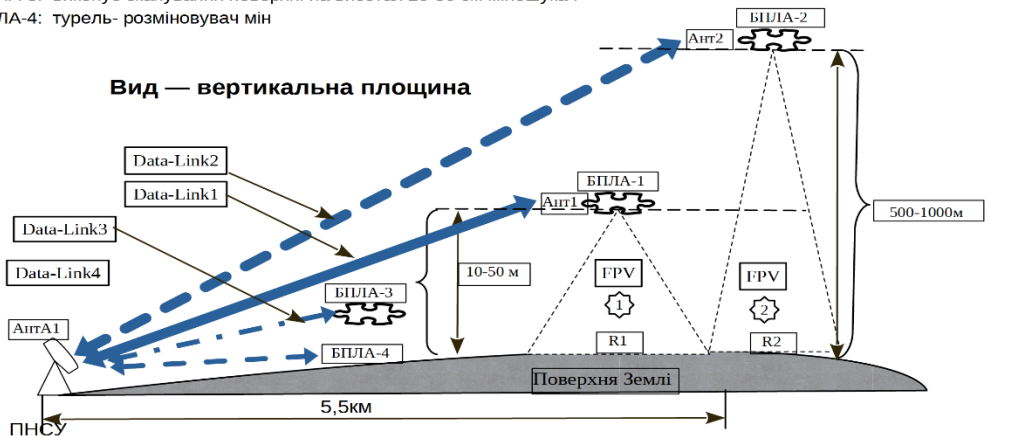 ЛА-4: турель- розміновувач мін
БПЛА-2
Ант2
Вид — вертикальна площина
Data-Link2
Data-Link1
БПЛА-1
Ант1
500-1000м
Data-Link3
Data-Link4
10-50 м
FPV
FPV
БПЛА-3
1
2
АнтА1
R1
R2
БПЛА-4
Поверхня Землі
5,5км
ПНСУ